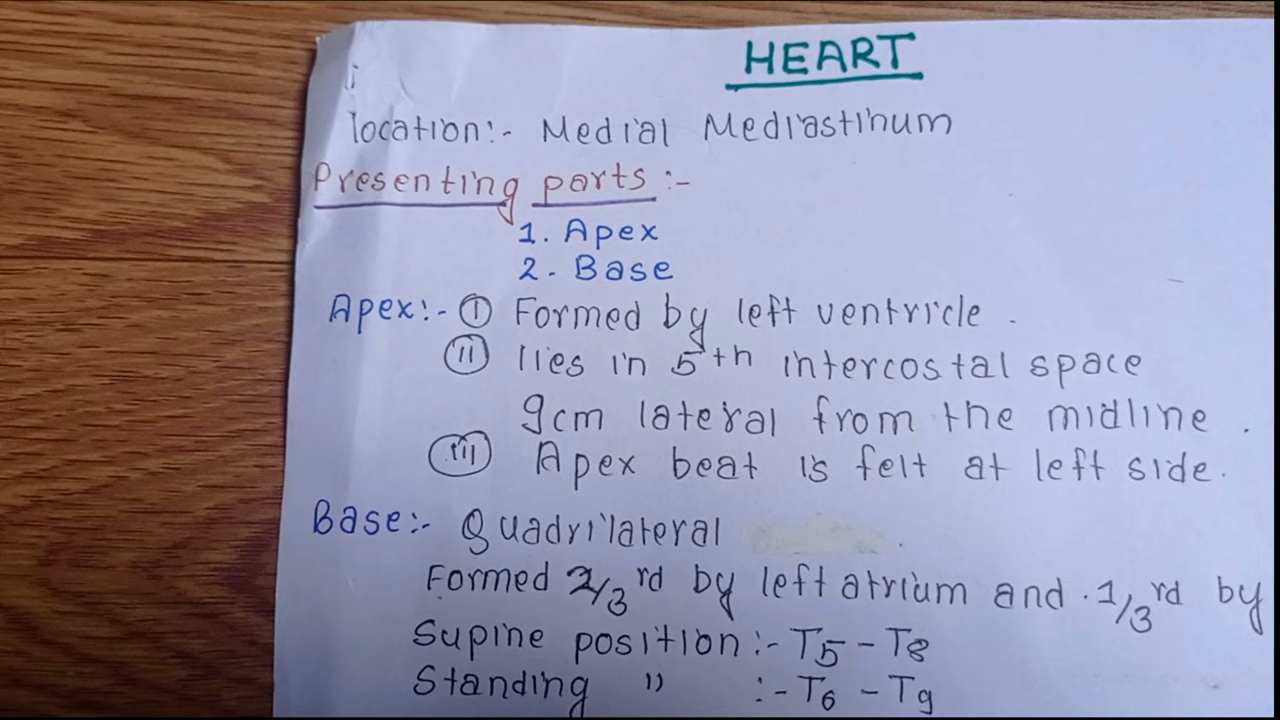 HEART
location:- Medial Mediastinum
Presenting parts :-
1. Apex
2. Base
Apex:- (i) Formed by left ventricle .
(ii) lies in 5th intercostal space
9cm lateral from the midline .
(iii) Apex beat is felt at left side.
Base:- Quadrilateral .
Formed 2/3rd by left atrium and .1/3rd by
Supine position :- T5 - T8
Standing " :- T6 - T9